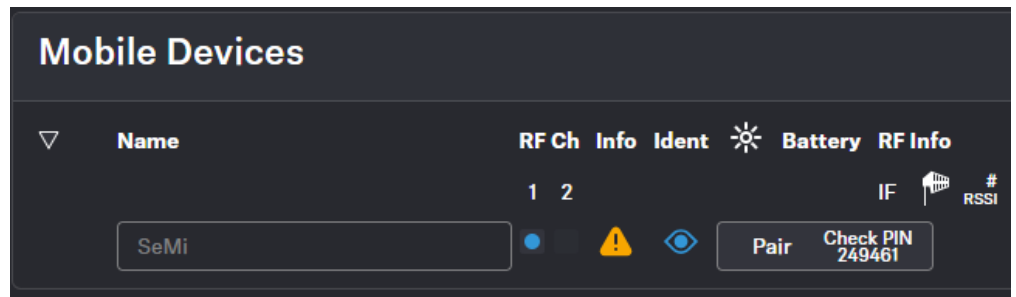 Mobile Devices
Name RF Ch Info Ident Battery RF Info
1 2 IF # RSSI
SeMi Pair Check PIN 249461